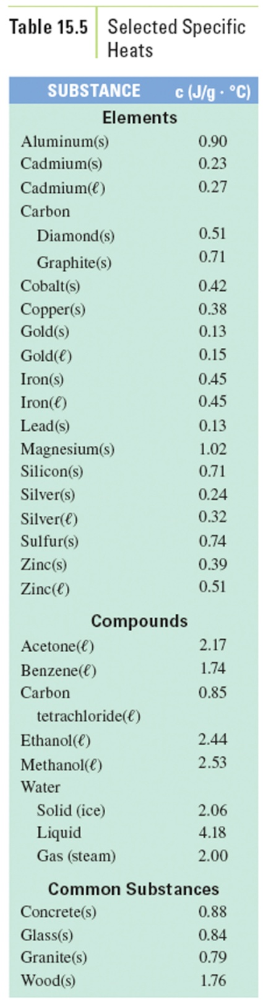 Table 15.5 Selected Specific
Heats
SUBSTANCE c (J/g · °C)
Elements
Aluminum(s) 0.90
Cadmium(s) 0.23
Cadmium(ℓ) 0.27
Carbon
Diamond(s) 0.51
Graphite(s) 0.71
Cobalt(s) 0.42
Copper(s) 0.38
Gold(s) 0.13
Gold(ℓ) 0.15
Iron(s) 0.45
Iron(ℓ) 0.45
Lead(s) 0.13
Magnesium(s) 1.02
Silicon(s) 0.71
Silver(s) 0.24
Silver(ℓ) 0.32
Sulfur(s) 0.74
Zinc(s) 0.39
Zinc(ℓ) 0.51
Compounds
Acetone(ℓ) 2.17
Benzene(ℓ) 1.74
Carbon 0.85
tetrachloride(ℓ)
Ethanol(ℓ) 2.44
Methanol(ℓ) 2.53
Water
Solid (ice) 2.06
Liquid 4.18
Gas (steam) 2.00
Common Substances
Concrete(s) 0.88
Glass(s) 0.84
Granite(s) 0.79
Wood(s) 1.76